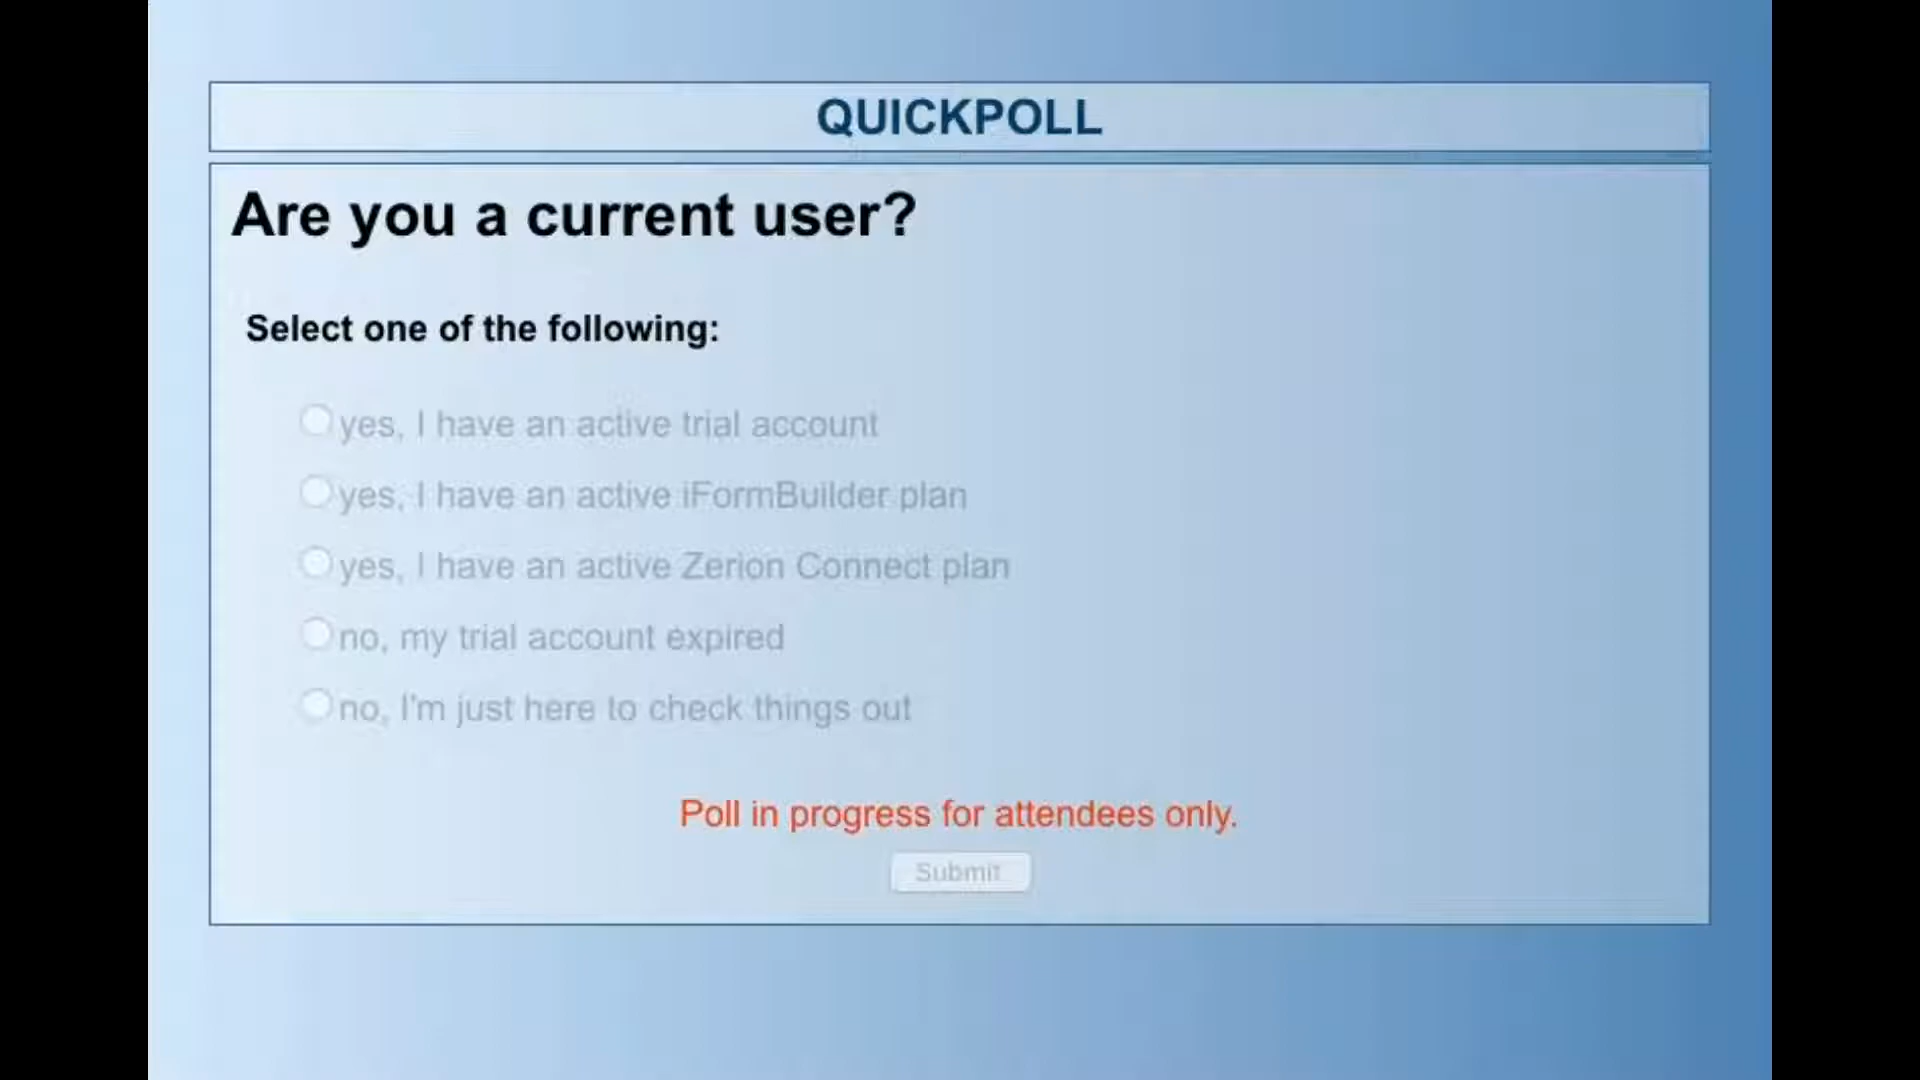 QUICKPOLL
Are you a current user?
Select one of the following:
yes, I have an active trial account
yes, I have an active iFormBuilder plan
yes, I have an active Zerion Connect plan
no, my trial account expired
no, I'm just here to check things out
Poll in progress for attendees only.
Submit